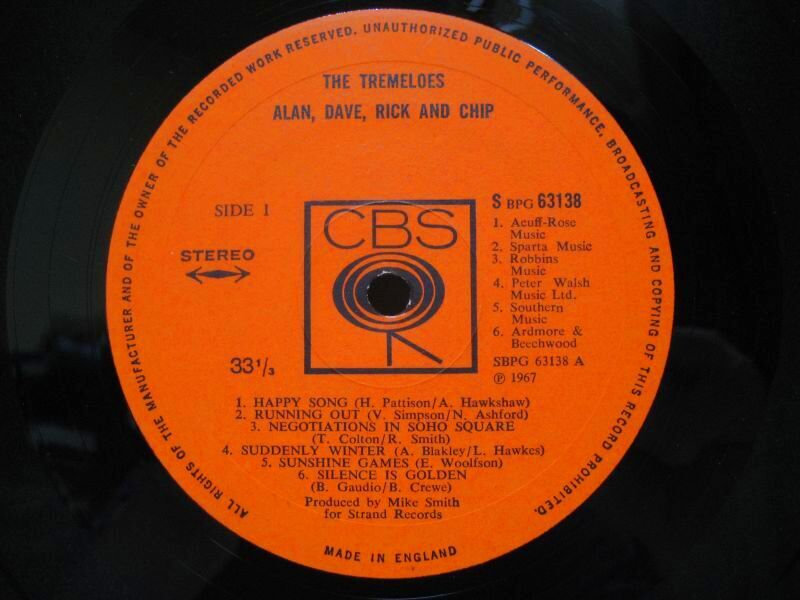 ALL RIGHTS OF THE MANUFACTURER AND OF THE OWNER OF THE RECORDED WORK RESERVED. UNAUTHORIZED PUBLIC PERFORMANCE, BROADCASTING AND COPYING OF THIS RECORD PROHIBITED.
THE TREMELOES
ALAN, DAVE, RICK AND CHIP
SIDE 1
STEREO
33 1/3
CBS
S BPG 63138
1. Acuff-Rose
Music
2. Sparta Music
3. Robbins
Music
4. Peter Walsh
Music Ltd.
5. Southern
Music
6. Ardmore &
Beechwood
SBPG 63138 A
℗ 1967
1. HAPPY SONG (H. Pattison/A. Hawkshaw)
2. RUNNING OUT (V. Simpson/N. Ashford)
3. NEGOTIATIONS IN SOHO SQUARE
(T. Colton/R. Smith)
4. SUDDENLY WINTER (A. Blakley/L. Hawkes)
5. SUNSHINE GAMES (E. Woolfson)
6. SILENCE IS GOLDEN
(B. Gaudio/B. Crewe)
Produced by Mike Smith
for Strand Records
MADE IN ENGLAND